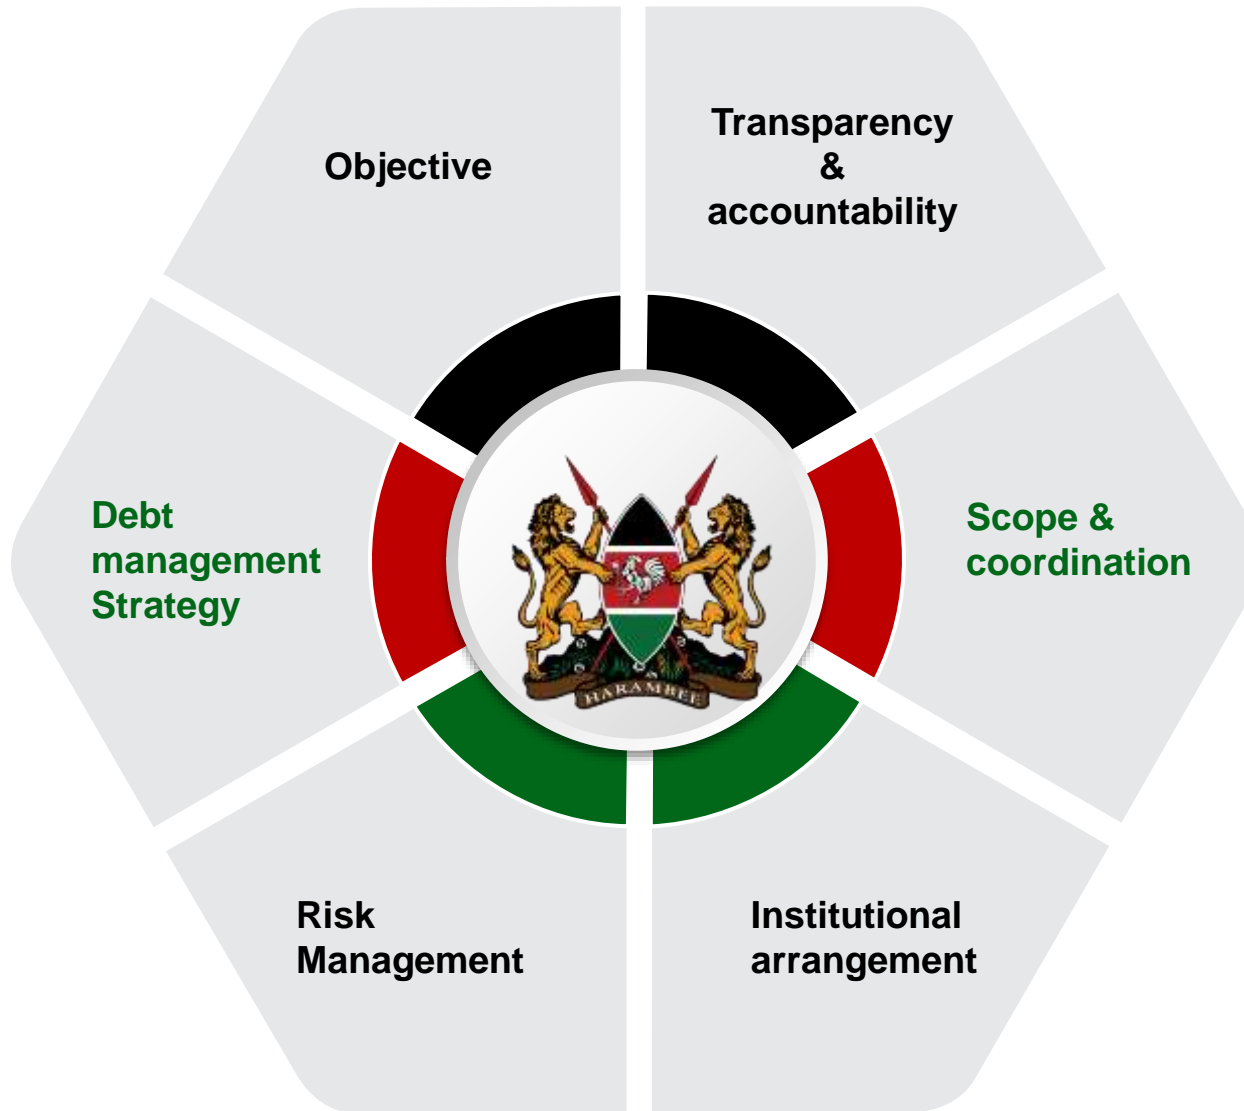 Objective
Transparency
&
accountability
Debt
management
Strategy
Scope &
coordination
HARAMBEE
Risk
Management
Institutional
arrangement